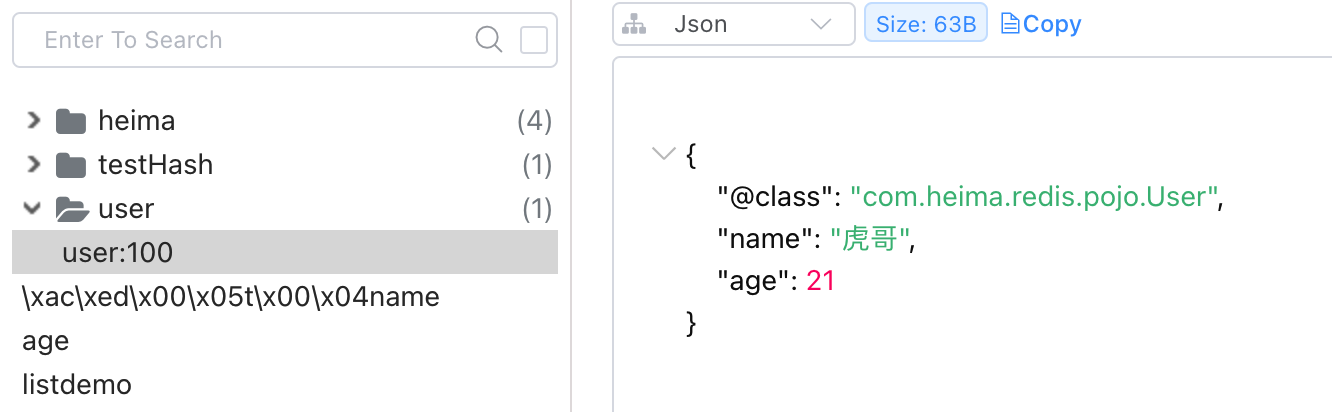 Enter To Search
heima (4)
testHash (1)
user (1)
user:100
\xac\xed\x00\x05t\x00\x04name
age
listdemo
Json Size: 63B Copy
{
"@class": "com.heima.redis.pojo.User",
"name": "虎哥",
"age": 21
}